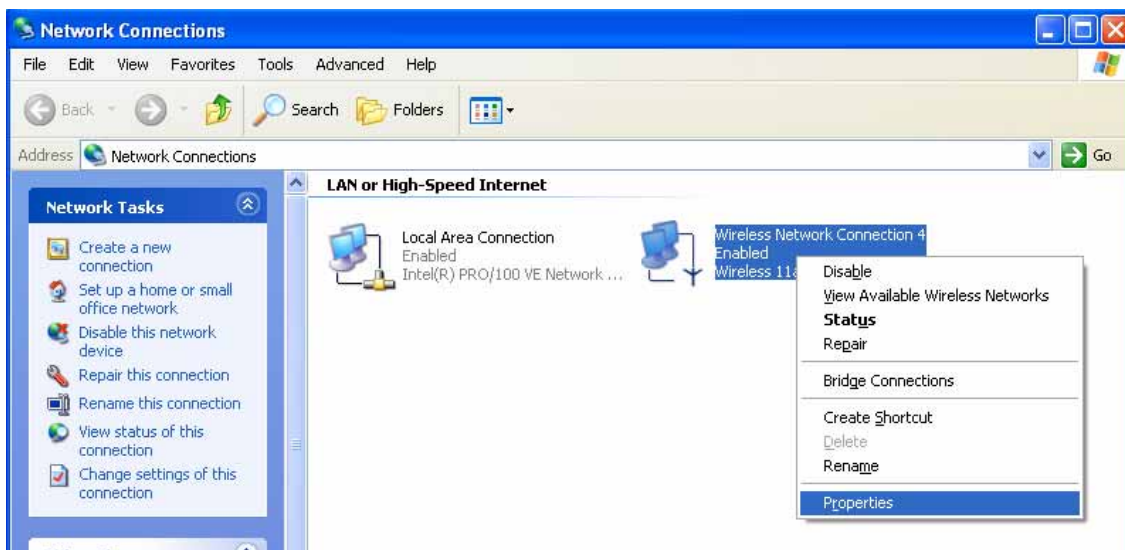 Network Connections
File Edit View Favorites Tools Advanced Help
Back Search Folders
Address Network Connections Go
Network Tasks
Create a new
connection
Set up a home or small
office network
Disable this network
device
Repair this connection
Rename this connection
View status of this
connection
Change settings of this
connection
LAN or High-Speed Internet
Local Area Connection
Enabled
Intel(R) PRO/100 VE Network ...
Wireless Network Connection 4
Enabled
Wireless 11a
Disable
View Available Wireless Networks
Status
Repair
Bridge Connections
Create Shortcut
Delete
Rename
Properties